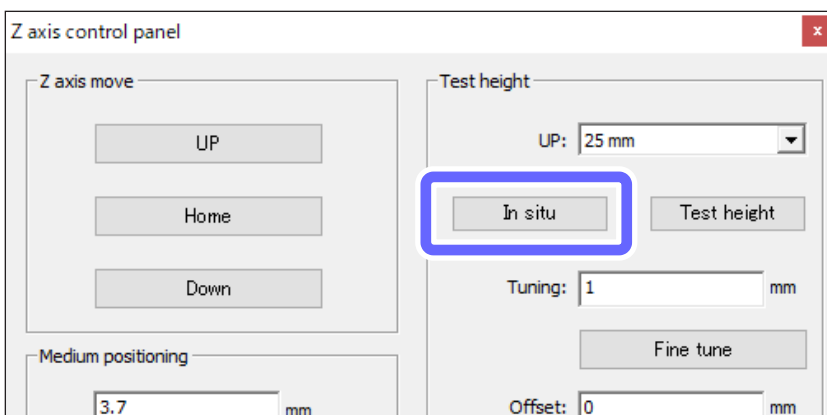 Z axis control panel
x
Z axis move
UP
Home
Down
Medium positioning
3.7 mm
Test height
UP: 25 mm
In situ
Test height
Tuning: 1 mm
Fine tune
Offset: 0 mm